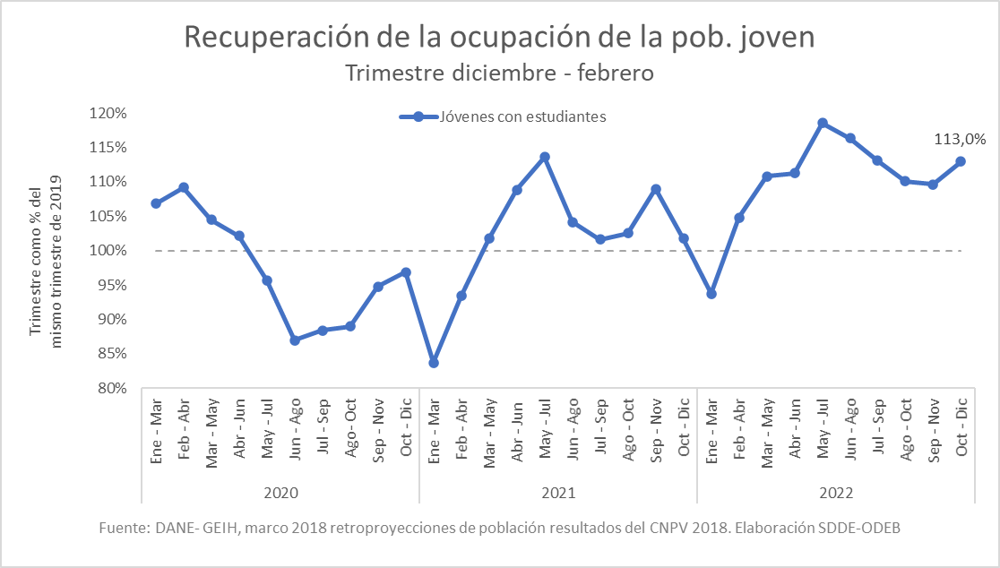 Recuperación de la ocupación de la pob. joven
Trimestre diciembre - febrero
Jóvenes con estudiantes
120%
115%
110%
105%
100%
95%
90%
85%
80%
Trimestre como % del
mismo trimestre de 2019
113,0%
Ene - Mar
Feb - Abr
Mar - May
Abr - Jun
May - Jul
Jun - Ago
Jul - Sep
Ago- Oct
Sep - Nov
Oct - Dic
Ene - Mar
Feb - Abr
Mar - May
Abr - Jun
May - Jul
Jun - Ago
Jul - Sep
Ago - Oct
Sep - Nov
Oct - Dic
Ene - Mar
Feb - Abr
Mar - May
Abr - Jun
May - Jul
Jun - Ago
Jul - Sep
Ago - Oct
Sep - Nov
Oct - Dic
2020
2021
2022
Fuente: DANE- GEIH, marco 2018 retroproyecciones de población resultados del CNPV 2018. Elaboración SDDE-ODEB